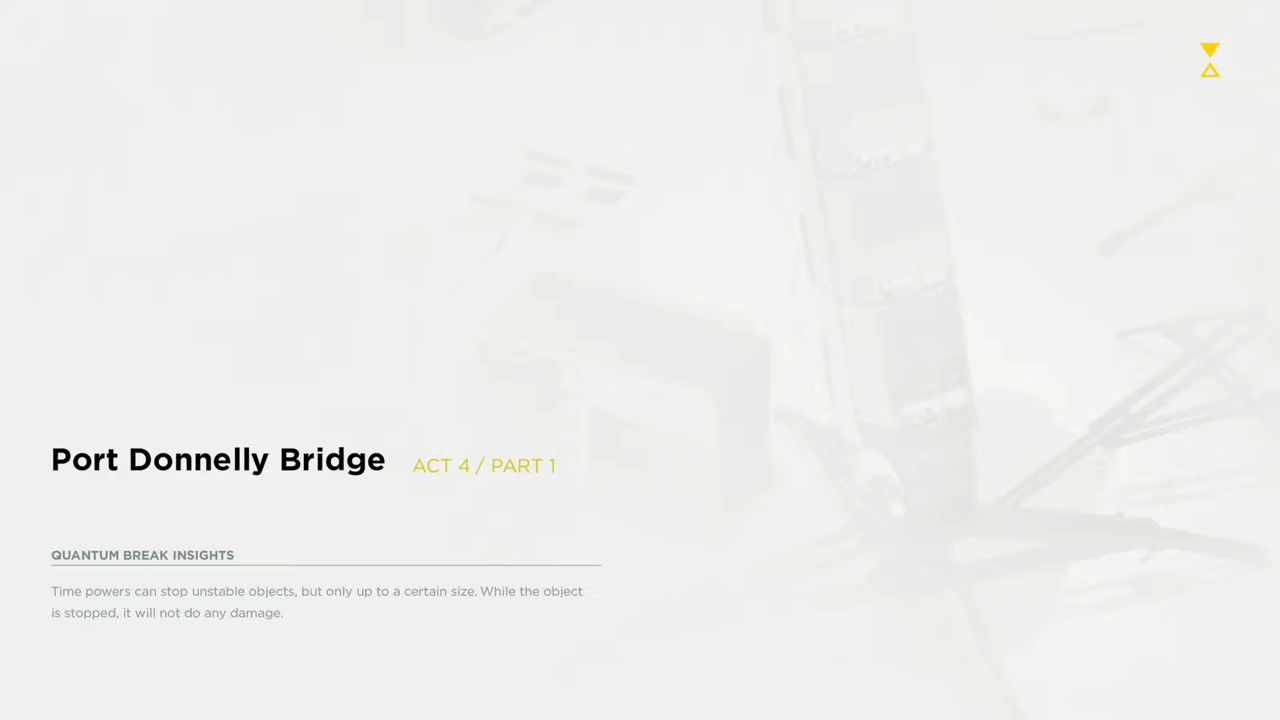 Port Donnelly Bridge ACT 4 / PART 1
QUANTUM BREAK INSIGHTS
Time powers can stop unstable objects, but only up to a certain size. While the object
is stopped, it will not do any damage.